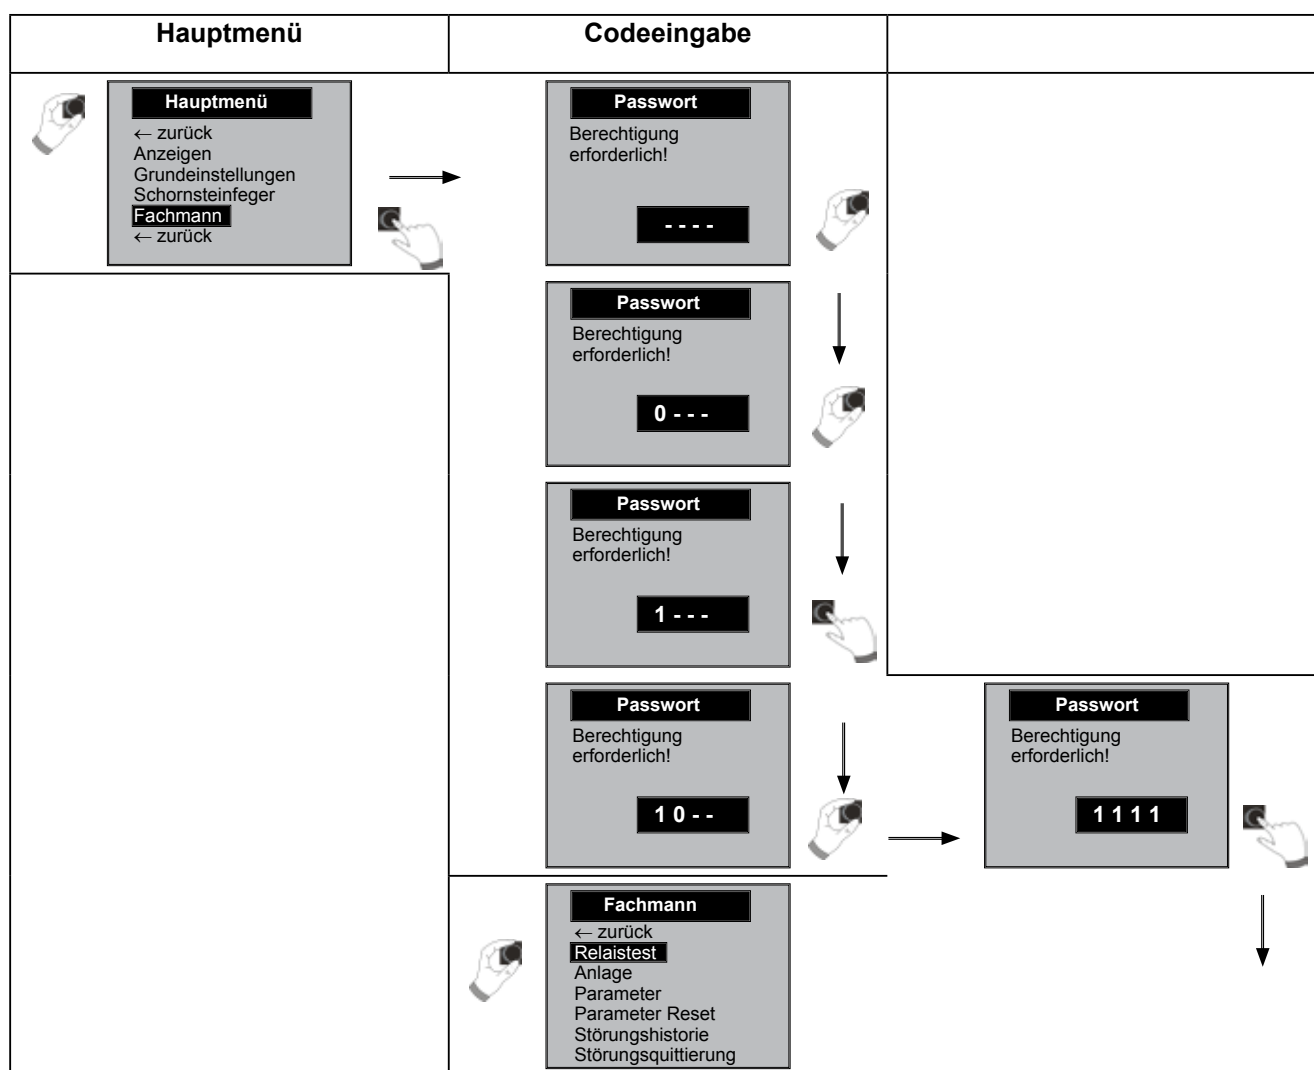 Hauptmenü
Codeeingabe
Hauptmenü
← zurück
Anzeigen
Grundeinstellungen
Schornsteinfeger
Fachmann
← zurück
Passwort
Berechtigung
erforderlich!
- - - -
Passwort
Berechtigung
erforderlich!
0 - - -
Passwort
Berechtigung
erforderlich!
1 - - -
Passwort
Berechtigung
erforderlich!
1 0 - -
Passwort
Berechtigung
erforderlich!
1 1 1 1
Fachmann
← zurück
Relaistest
Anlage
Parameter
Parameter Reset
Störungshistorie
Störungsquittierung